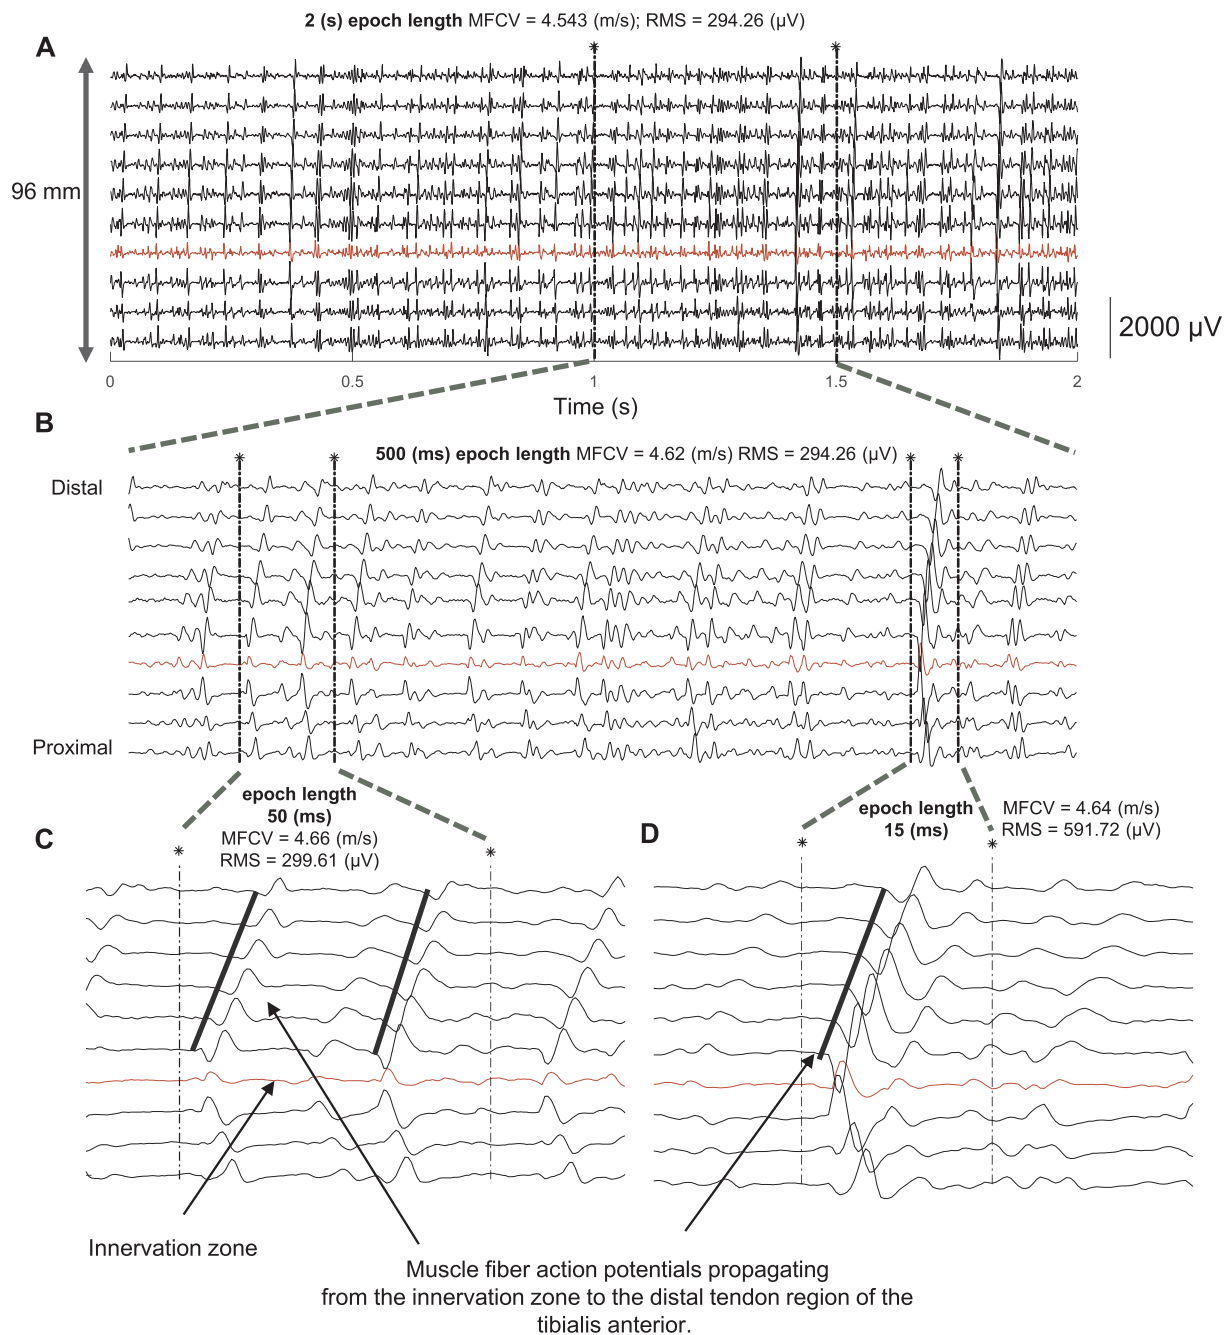 2 (s) epoch length MFCV = 4.543 (m/s); RMS = 294.26 (µV)
A
96 mm
2000 µV
0 0.5 1 1.5 2
Time (s)
B
500 (ms) epoch length MFCV = 4.62 (m/s) RMS = 294.26 (µV)
Distal
Proximal
epoch length
50 (ms)
MFCV = 4.66 (m/s)
RMS = 299.61 (µV)
C
epoch length
15 (ms)
MFCV = 4.64 (m/s)
RMS = 591.72 (µV)
D
Innervation zone
Muscle fiber action potentials propagating
from the innervation zone to the distal tendon region of the
tibialis anterior.